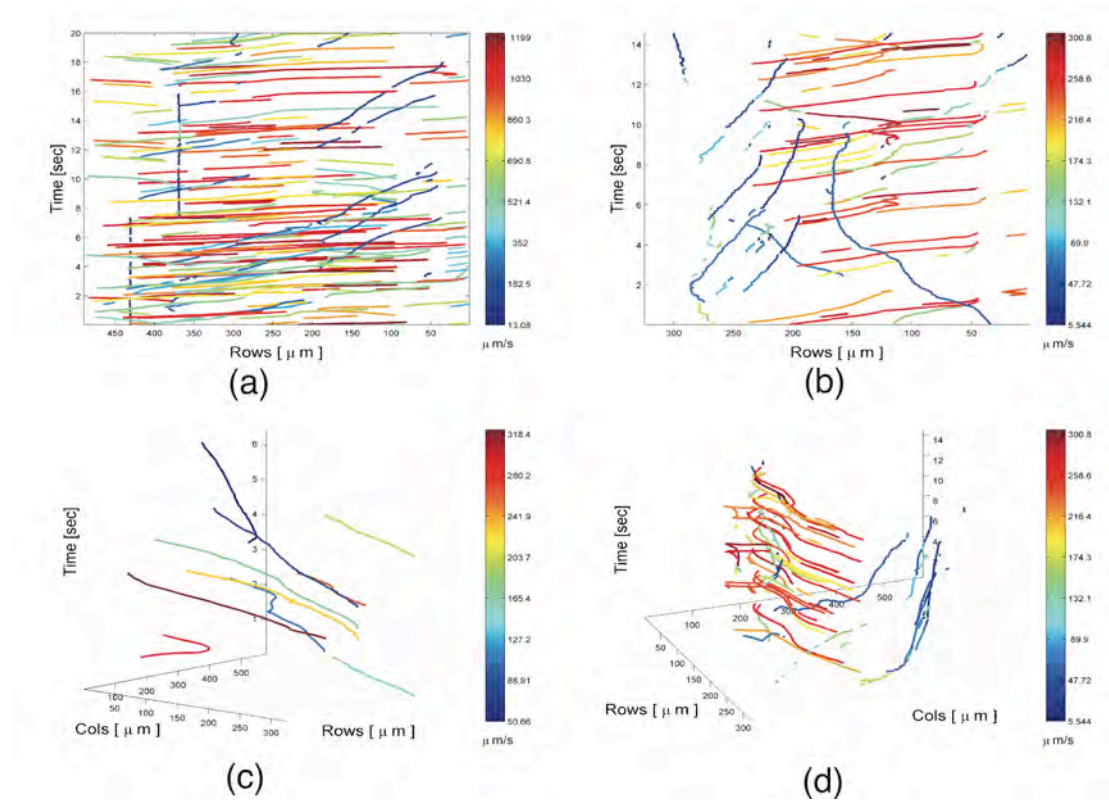 20
18
16
14
12
10
8
6
4
2
Time [sec]
450 400 350 300 250 200 150 100 50
Rows [ μ m ]
1199
1030
860.3
690.8
521.4
352
182.5
13.08
μ m/s
(a)
14
12
10
8
6
4
2
Time [sec]
300 250 200 150 100 50
Rows [ μ m ]
300.8
258.6
216.4
174.3
132.1
89.9
47.72
5.544
μ m/s
(b)
6
5
4
3
2
1
Time [sec]
100 200 300 400 500
50 100 150 200 250 300
Cols [ μ m ]
Rows [ μ m ]
318.4
280.2
241.9
203.7
165.4
127.2
88.91
50.66
μ m/s
(c)
14
12
10
8
6
4
Time [sec]
100 200 300 400 500
50
100
150
200
250
300
Rows [ μ m ]
Cols [ μ m ]
300.8
258.6
216.4
174.3
132.1
89.9
47.72
5.544
μ m/s
(d)